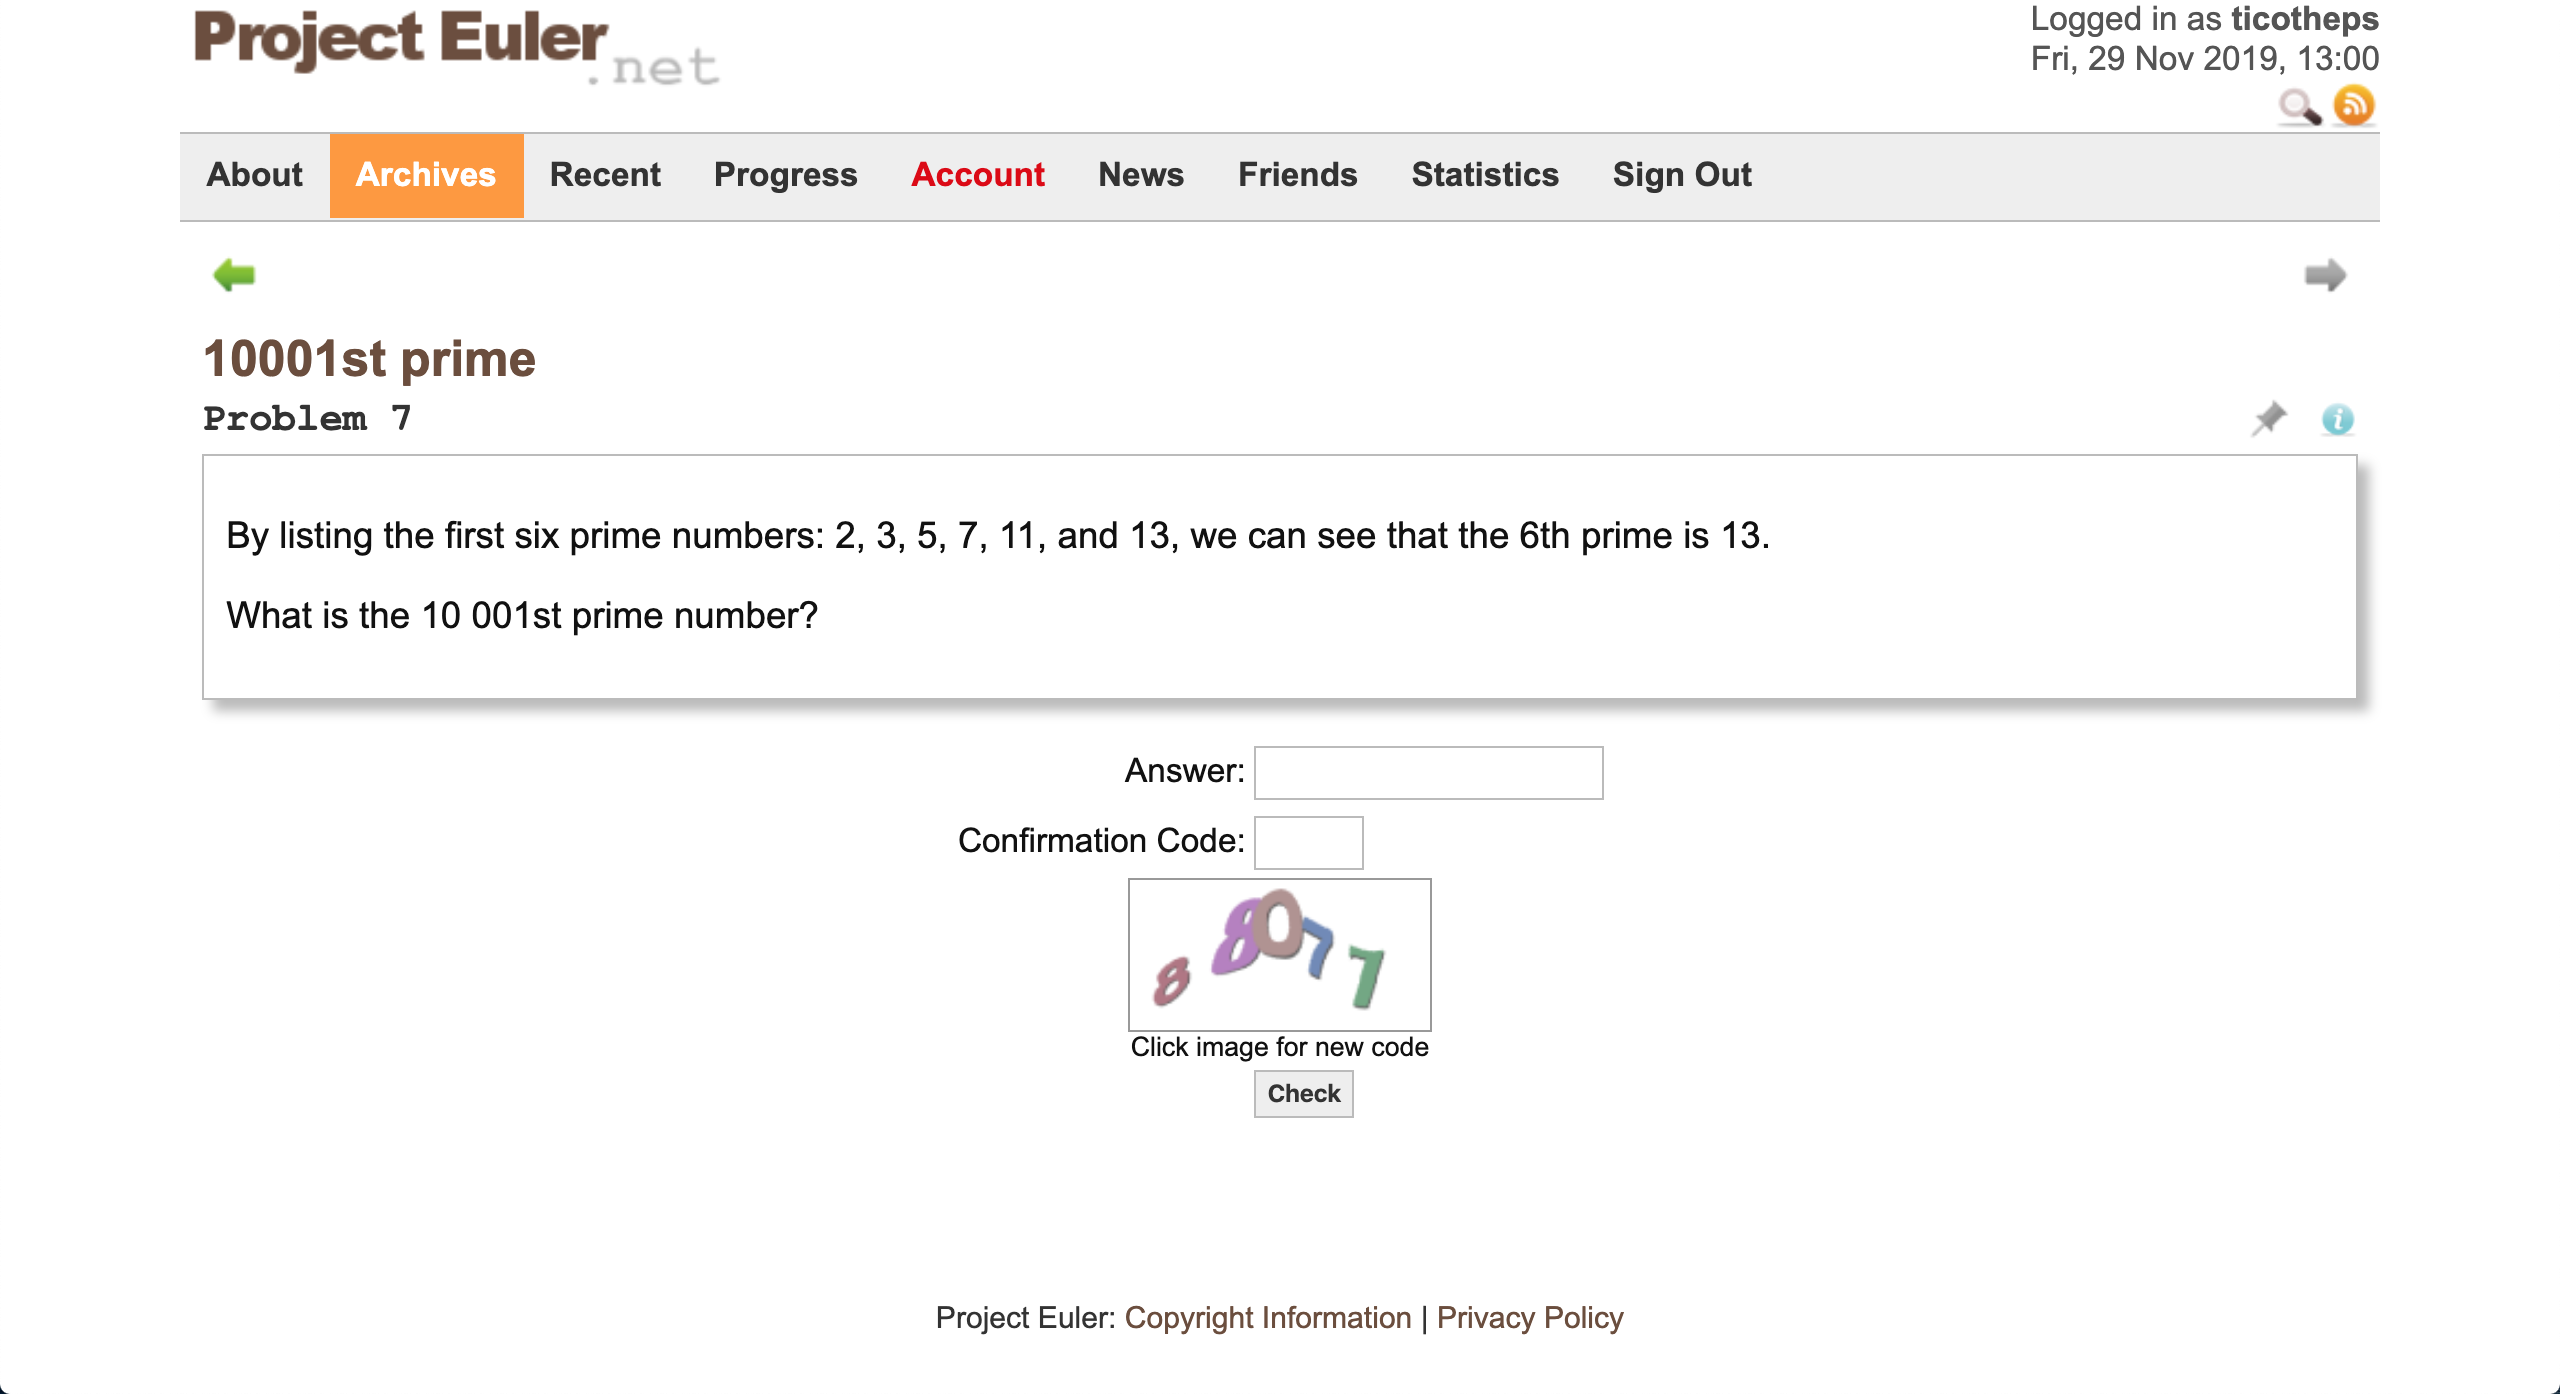 Project Euler.net
Logged in as ticotheps
Fri, 29 Nov 2019, 13:00
About Archives Recent Progress Account News Friends Statistics Sign Out
10001st prime
Problem 7
By listing the first six prime numbers: 2, 3, 5, 7, 11, and 13, we can see that the 6th prime is 13.
What is the 10 001st prime number?
Answer:
Confirmation Code:
88077
Click image for new code
Check
Project Euler: Copyright Information | Privacy Policy